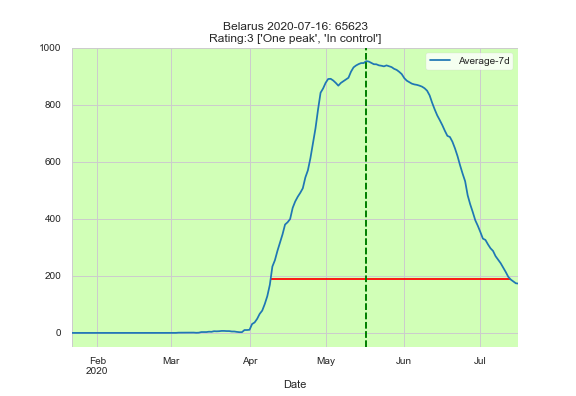 Belarus 2020-07-16: 65623
Rating:3 ['One peak', 'In control']
Average-7d
1000
800
600
400
200
0
Feb
2020
Mar
Apr
May
Jun
Jul
Date